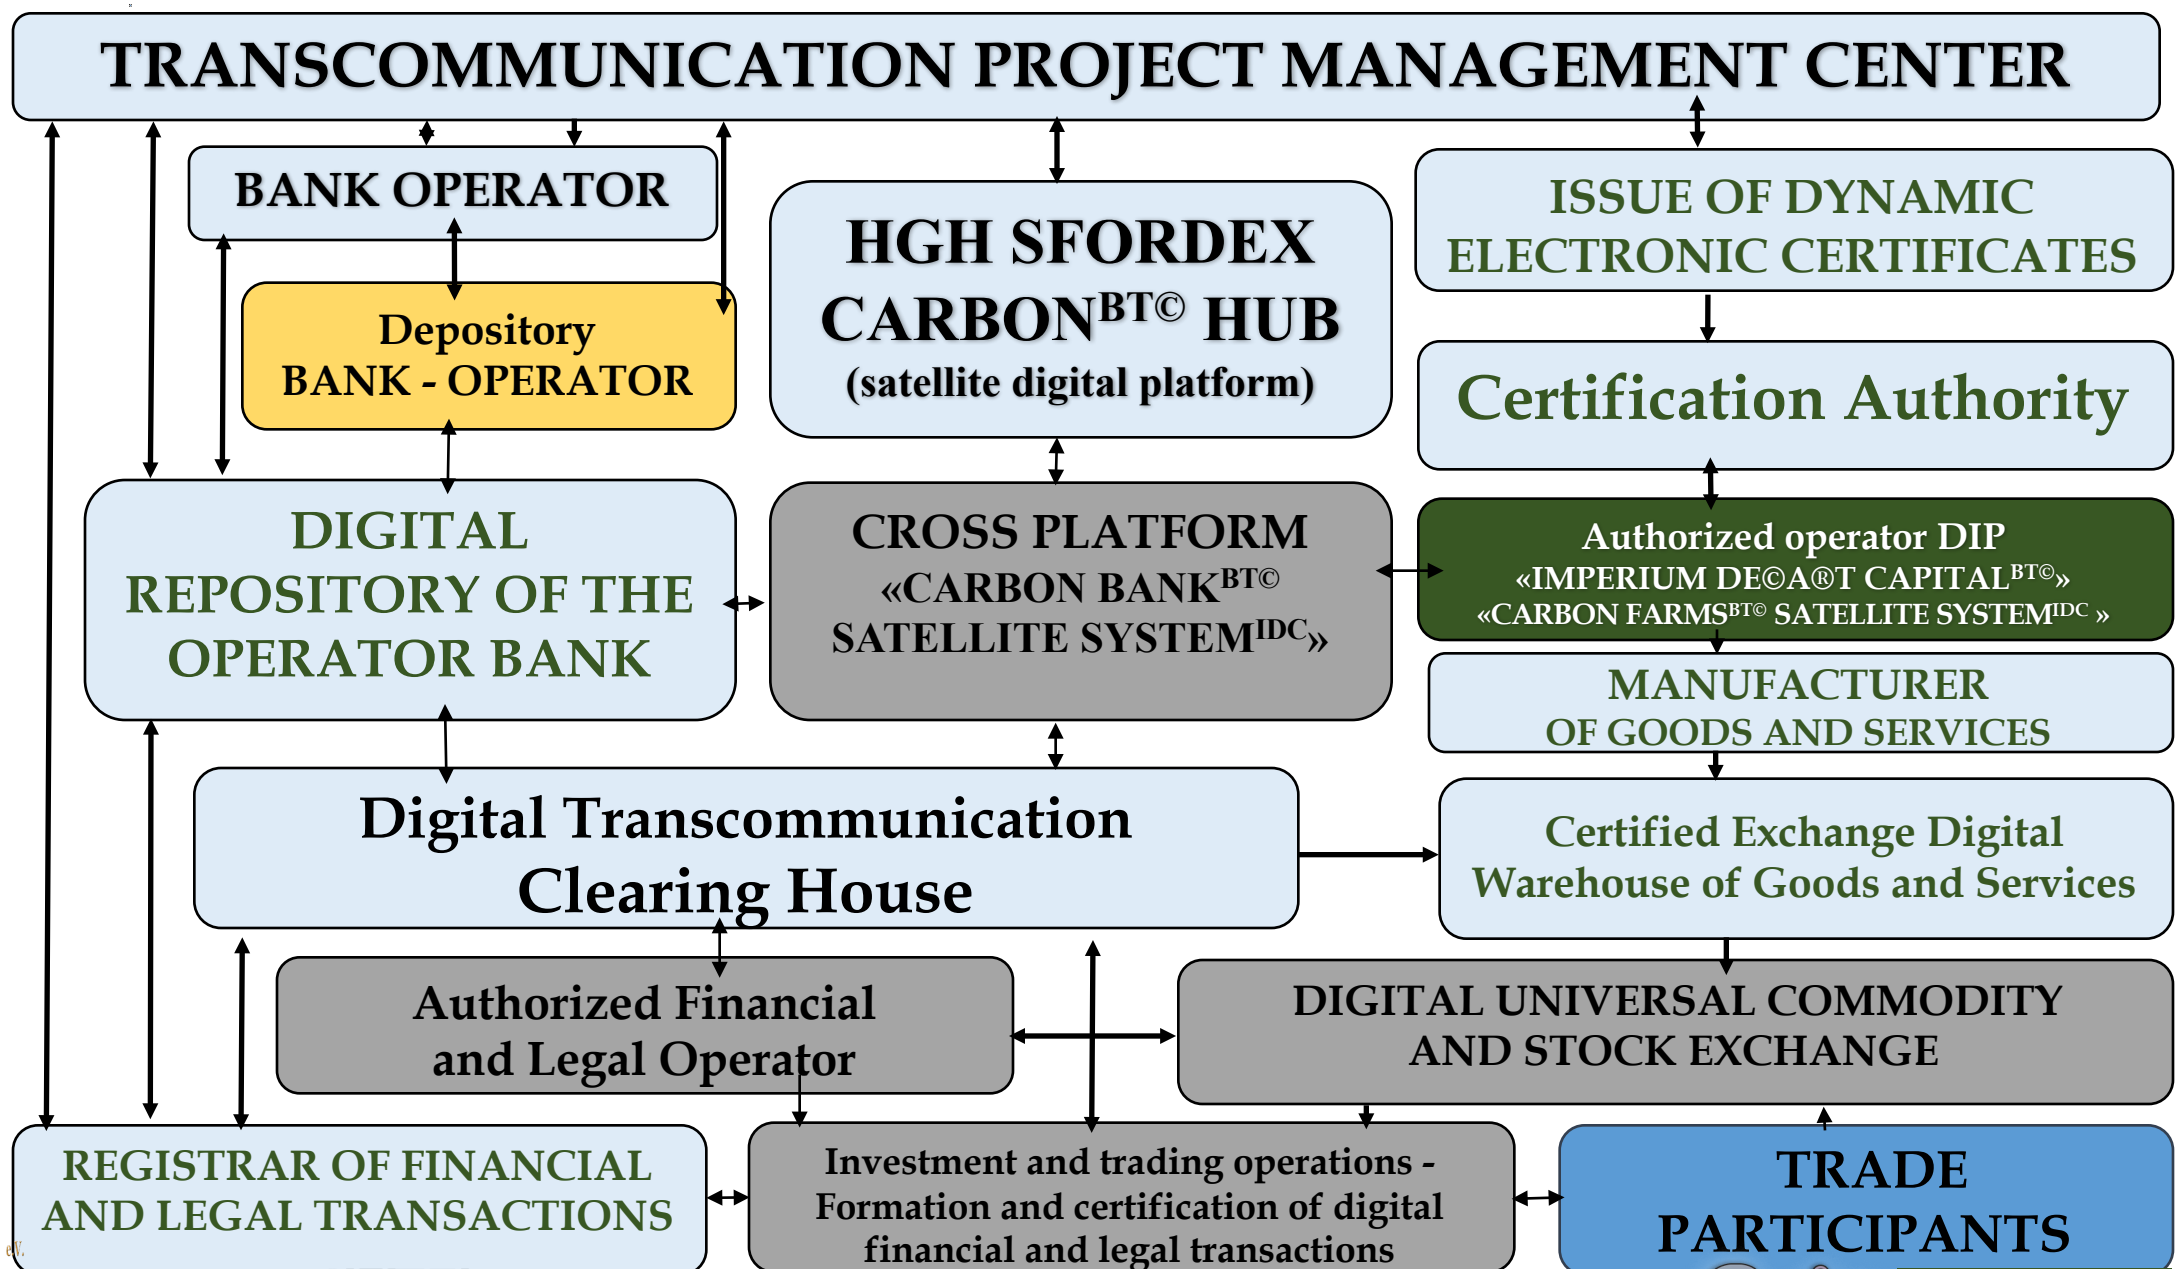 TRANSCOMMUNICATION PROJECT MANAGEMENT CENTER
BANK OPERATOR
Depository
BANK - OPERATOR
HGH SFORDEX
CARBONᴮᵀ© HUB
(satellite digital platform)
ISSUE OF DYNAMIC
ELECTRONIC CERTIFICATES
Certification Authority
DIGITAL
REPOSITORY OF THE
OPERATOR BANK
CROSS PLATFORM
«CARBON BANKᴮᵀ©
SATELLITE SYSTEMIDC»
Authorized operator DIP
«IMPERIUM DE©A®T CAPITALᴮᵀ©»
«CARBON FARMSᴮᵀ© SATELLITE SYSTEMIDC »
MANUFACTURER
OF GOODS AND SERVICES
Digital Transcommunication
Clearing House
Certified Exchange Digital
Warehouse of Goods and Services
Authorized Financial
and Legal Operator
DIGITAL UNIVERSAL COMMODITY
AND STOCK EXCHANGE
REGISTRAR OF FINANCIAL
AND LEGAL TRANSACTIONS
Investment and trading operations -
Formation and certification of digital
financial and legal transactions
TRADE
PARTICIPANTS
e.V.